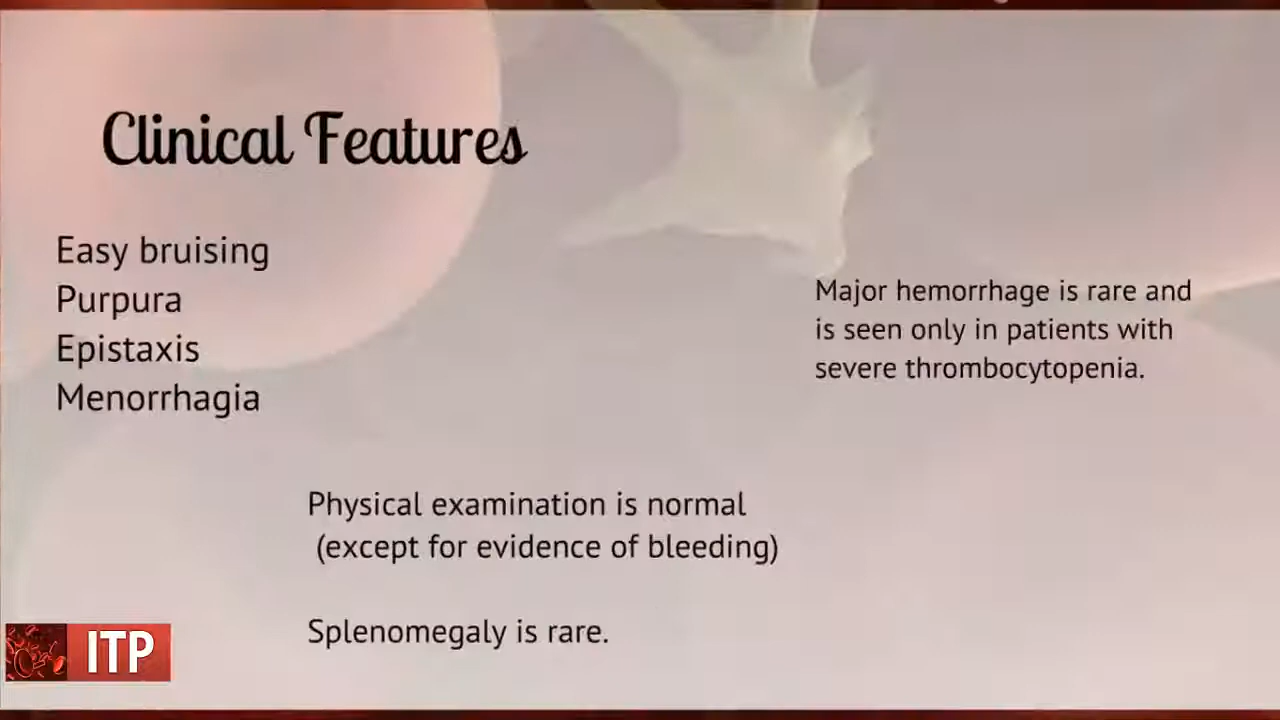 Clinical Features
Easy bruising
Purpura
Epistaxis
Menorrhagia
Major hemorrhage is rare and
is seen only in patients with
severe thrombocytopenia.
Physical examination is normal
(except for evidence of bleeding)
Splenomegaly is rare.
ITP